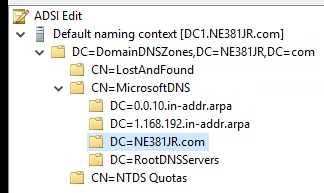 ADSI Edit
Default naming context [DC1.NE381JR.com]
DC=DomainDNSZones,DC=NE381JR,DC=com
CN=LostAndFound
CN=MicrosoftDNS
DC=0.0.10.in-addr.arpa
DC=1.168.192.in-addr.arpa
DC=NE381JR.com
DC=RootDNSServers
CN=NTDS Quotas